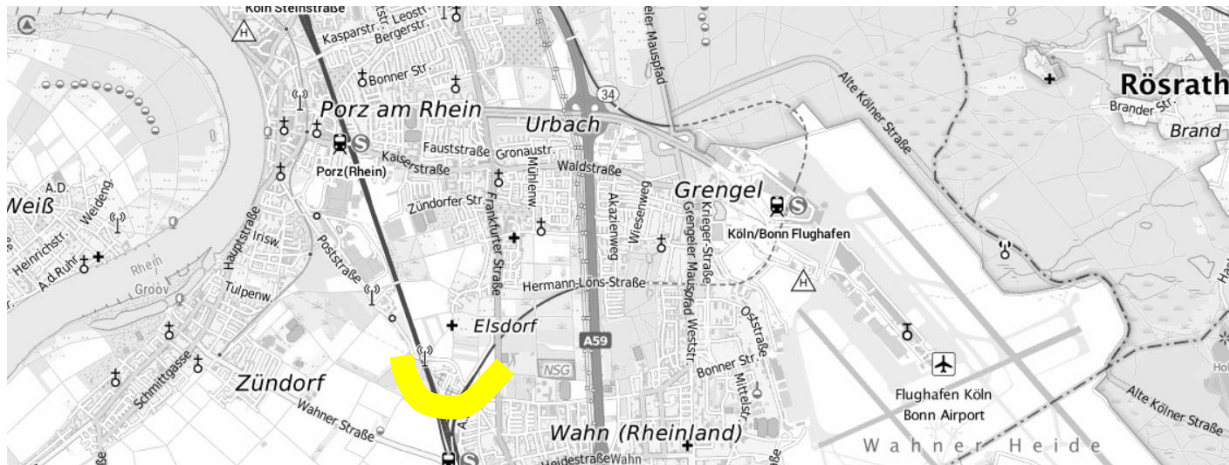 Köln Steinstraße
Kasparstr.
Leostr.
Bergerstr.
Bonner Str.
Porz am Rhein
S
Porz(Rhein)
Kaiserstraße
Fauststraße
Gronaustr.
Mühlenw.
Zündorfer Str.
Frankfurter Straße
Urbach
34
Waldstraße
Akazienweg
Wiesenweg
Grengel
S
Köln/Bonn Flughafen
Krieger-Straße
Grengeler Mauspfad
eler Mauspfad
H
H
Alte Kölner Straße
Rösrath
Brander Str.
Brand
A.D.
Weideng.
Weiß
Heinrichstr.
A.d.Ruhr
Rhein
Groov
Hauptstraße
Irisw.
Tulpenw.
Poststraße
Schmittgasse
Zündorf
Wahner Straße
Hermann-Löns-Straße
Elsdorf
A59
NSG
Weststr.
Oststraße
Bonner Str.
Mittelstr.
Wahn (Rheinland)
Heidestraße
Wahn
S
Flughafen Köln
Bonn Airport
Wahner Heide
Alte Kölner Straße